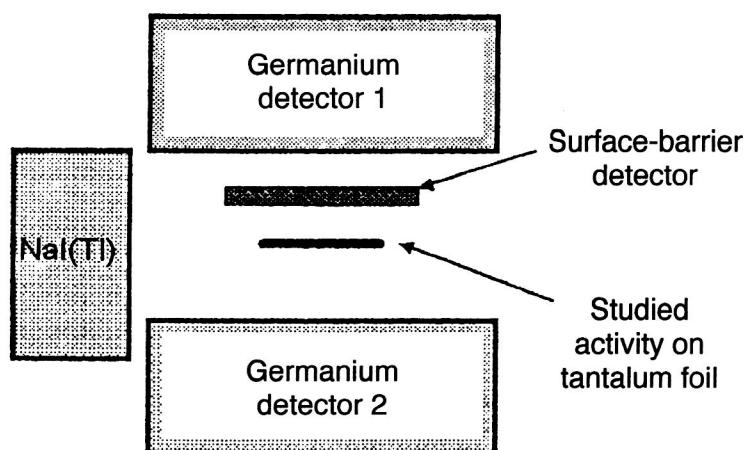 Germanium
detector 1
Surface-barrier
detector
NaI(Tl)
Studied
activity on
tantalum foil
Germanium
detector 2